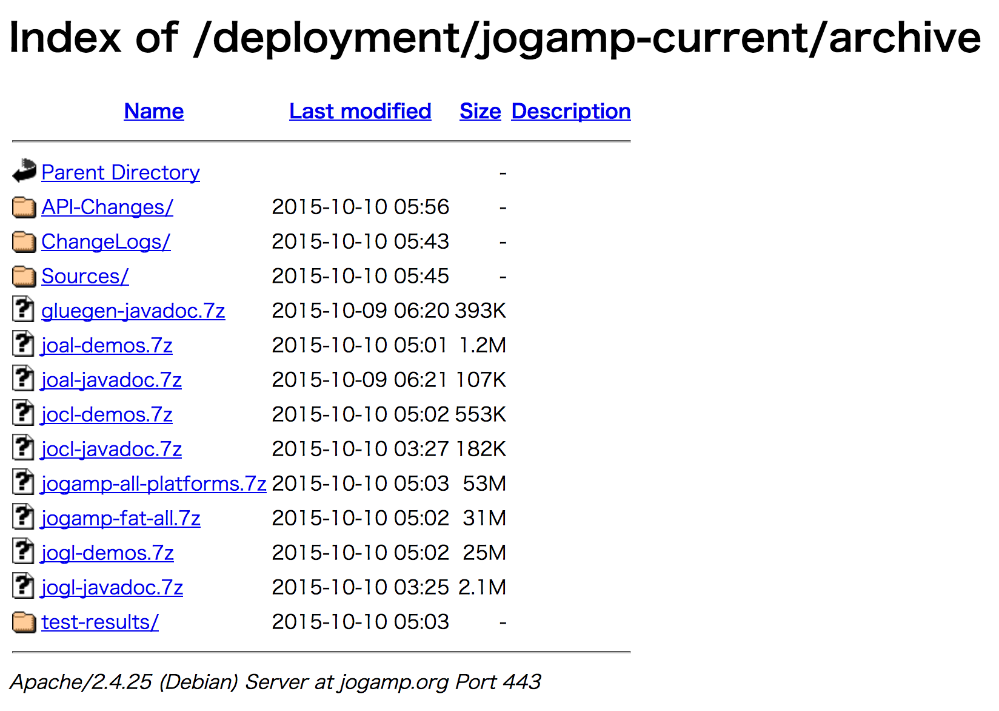 Index of /deployment/jogamp-current/archive
Name Last modified Size Description
Parent Directory -
API-Changes/ 2015-10-10 05:56 -
ChangeLogs/ 2015-10-10 05:43 -
Sources/ 2015-10-10 05:45 -
gluegen-javadoc.7z 2015-10-09 06:20 393K
joal-demos.7z 2015-10-10 05:01 1.2M
joal-javadoc.7z 2015-10-09 06:21 107K
jocl-demos.7z 2015-10-10 05:02 553K
jocl-javadoc.7z 2015-10-10 03:27 182K
jogamp-all-platforms.7z 2015-10-10 05:03 53M
jogamp-fat-all.7z 2015-10-10 05:02 31M
jogl-demos.7z 2015-10-10 05:02 25M
jogl-javadoc.7z 2015-10-10 03:25 2.1M
test-results/ 2015-10-10 05:03 -
Apache/2.4.25 (Debian) Server at jogamp.org Port 443